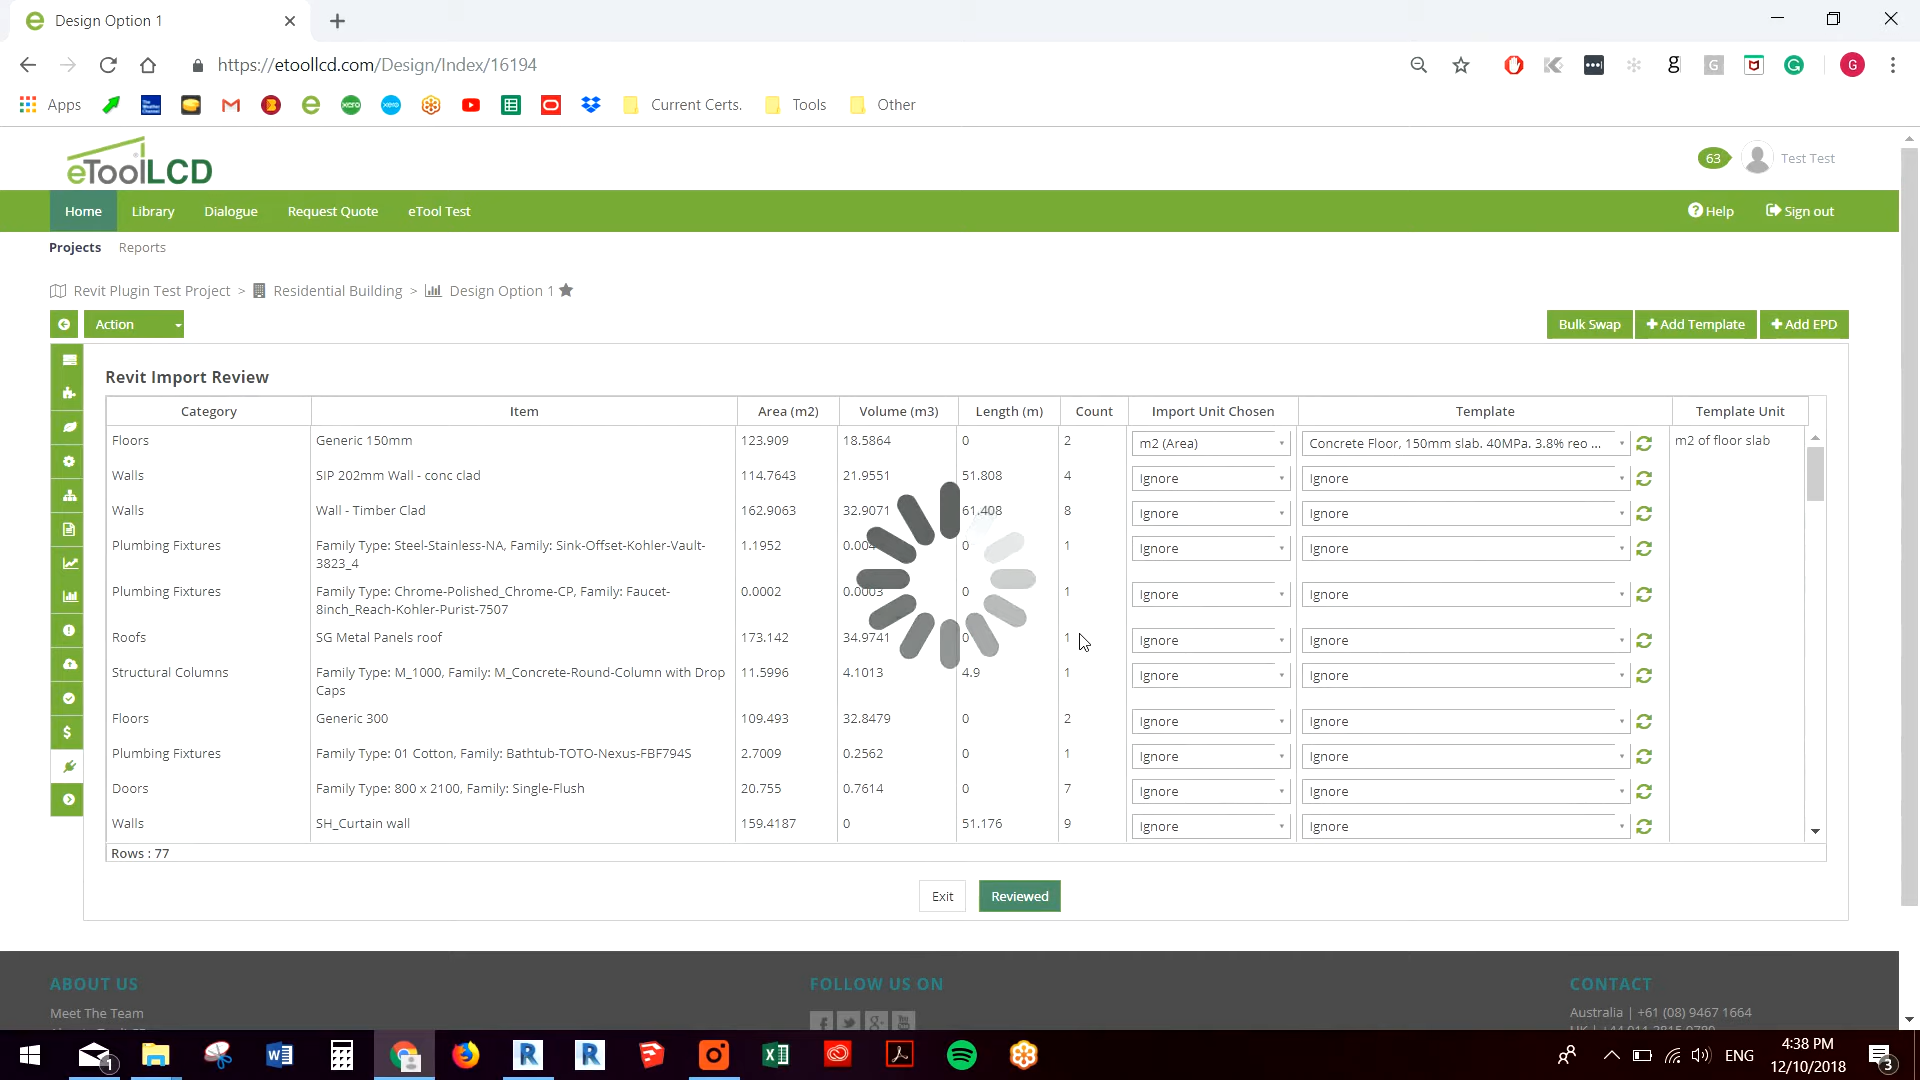 Design Option 1
https://etoollcd.com/Design/Index/16194
G
Apps
Current Certs.
Tools
Other
eToolLCD
63
Test Test
Home
Library
Dialogue
Request Quote
eTool Test
Help
Sign out
Projects
Reports
Revit Plugin Test Project > Residential Building > Design Option 1
Action
Bulk Swap
Add Template
Add EPD
Revit Import Review
Category Item Area (m2) Volume (m3) Length (m) Count Import Unit Chosen Template Template Unit
Floors Generic 150mm 123.909 18.5864 0 2 m2 (Area) Concrete Floor, 150mm slab. 40MPa. 3.8% reo ... m2 of floor slab
Walls SIP 202mm Wall - conc clad 114.7643 21.9551 51.808 4 Ignore Ignore
Walls Wall - Timber Clad 162.9063 32.9071 61.408 8 Ignore Ignore
Plumbing Fixtures Family Type: Steel-Stainless-NA, Family: Sink-Offset-Kohler-Vault- 1.1952 0 1 Ignore Ignore
3823_4
Plumbing Fixtures Family Type: Chrome-Polished_Chrome-CP, Family: Faucet- 0.0002 0.0003 0 1 Ignore Ignore
8inch_Reach-Kohler-Purist-7507
Roofs SG Metal Panels roof 173.142 34.9741 0 1 Ignore Ignore
Structural Columns Family Type: M_1000, Family: M_Concrete-Round-Column with Drop 11.5996 4.1013 4.9 1 Ignore Ignore
Caps
Floors Generic 300 109.493 32.8479 0 2 Ignore Ignore
Plumbing Fixtures Family Type: 01 Cotton, Family: Bathtub-TOTO-Nexus-FBF794S 2.7009 0.2562 0 1 Ignore Ignore
Doors Family Type: 800 x 2100, Family: Single-Flush 20.755 0.7614 0 7 Ignore Ignore
Walls SH_Curtain wall 159.4187 0 51.176 9 Ignore Ignore
Rows : 77
Exit
Reviewed
ABOUT US
FOLLOW US ON
CONTACT
Meet The Team
Australia | +61 (08) 9467 1664
ENG
4:38 PM
12/10/2018
3
1